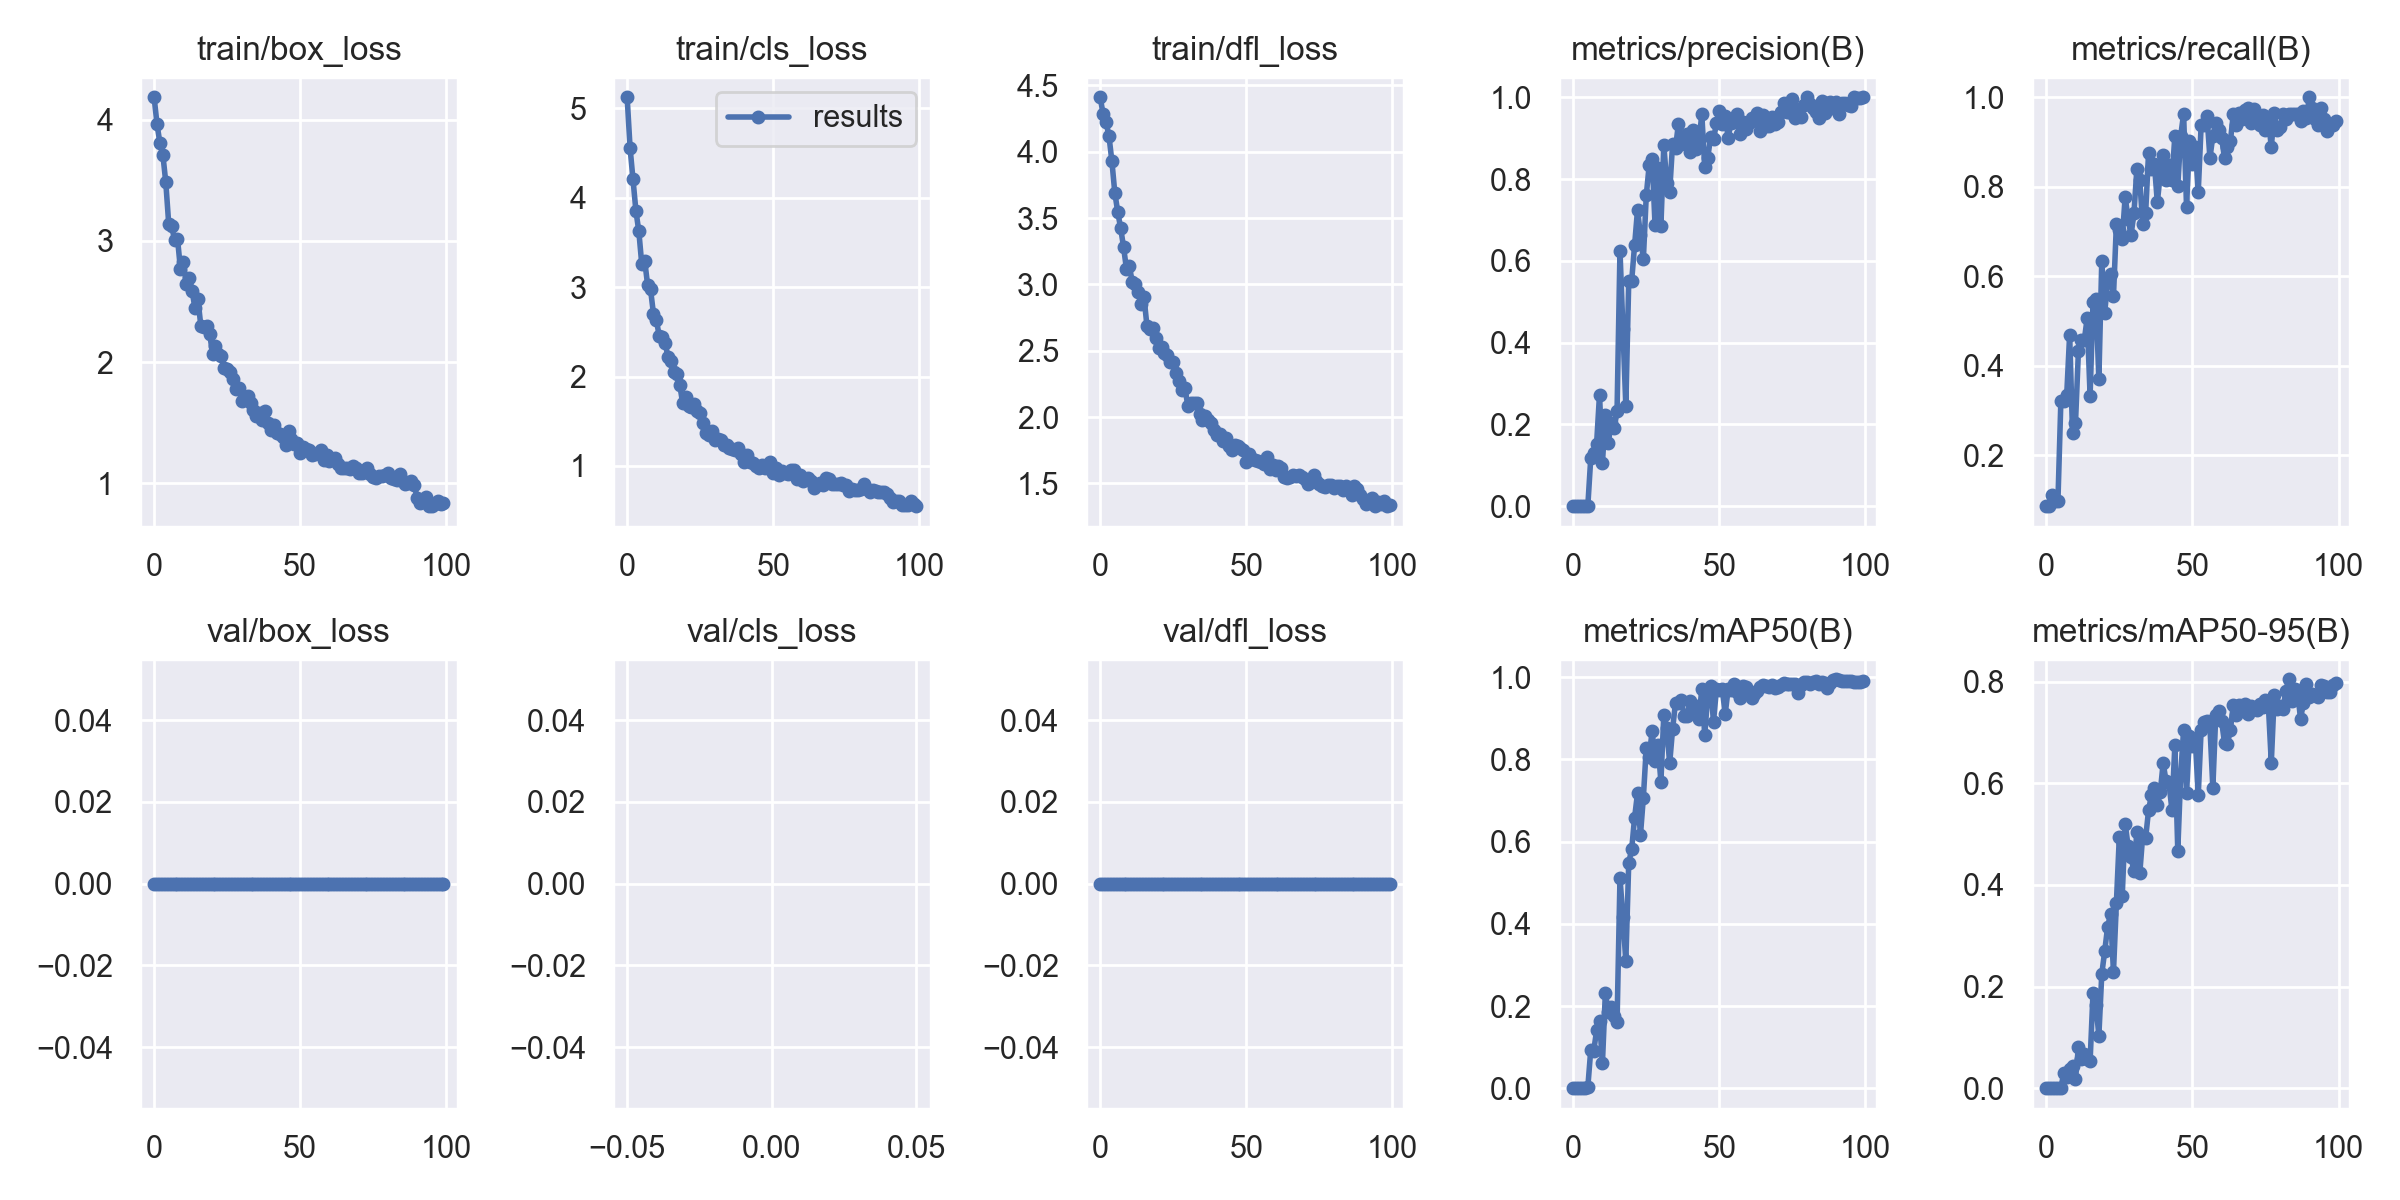 train/box_loss
4
3
2
1
0 50 100
train/cls_loss
results
5
4
3
2
1
0 50 100
train/dfl_loss
4.5
4.0
3.5
3.0
2.5
2.0
1.5
0 50 100
metrics/precision(B)
1.0
0.8
0.6
0.4
0.2
0.0
0 50 100
metrics/recall(B)
1.0
0.8
0.6
0.4
0.2
0 50 100
val/box_loss
0.04
0.02
0.00
−0.02
−0.04
0 50 100
val/cls_loss
0.04
0.02
0.00
−0.02
−0.04
−0.05 0.00 0.05
val/dfl_loss
0.04
0.02
0.00
−0.02
−0.04
0 50 100
metrics/mAP50(B)
1.0
0.8
0.6
0.4
0.2
0.0
0 50 100
metrics/mAP50-95(B)
0.8
0.6
0.4
0.2
0.0
0 50 100